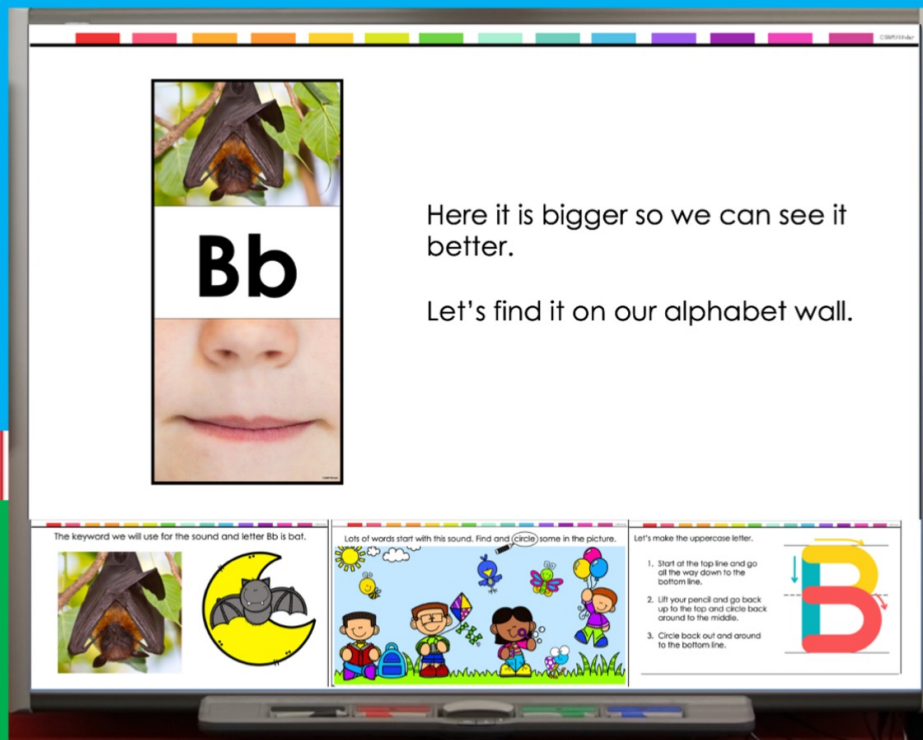 Bb
Here it is bigger so we can see it
better.
Let's find it on our alphabet wall.
The keyword we will use for the sound and letter Bb is bat.
Lots of words start with this sound. Find and circle some in the picture.
Let's make the uppercase letter.
1. Start at the top line and go
all the way down to the
bottom line.
2. Lift your pencil and go back
up to the top and circle back
around to the middle.
3. Circle back out and around
to the bottom line.
B